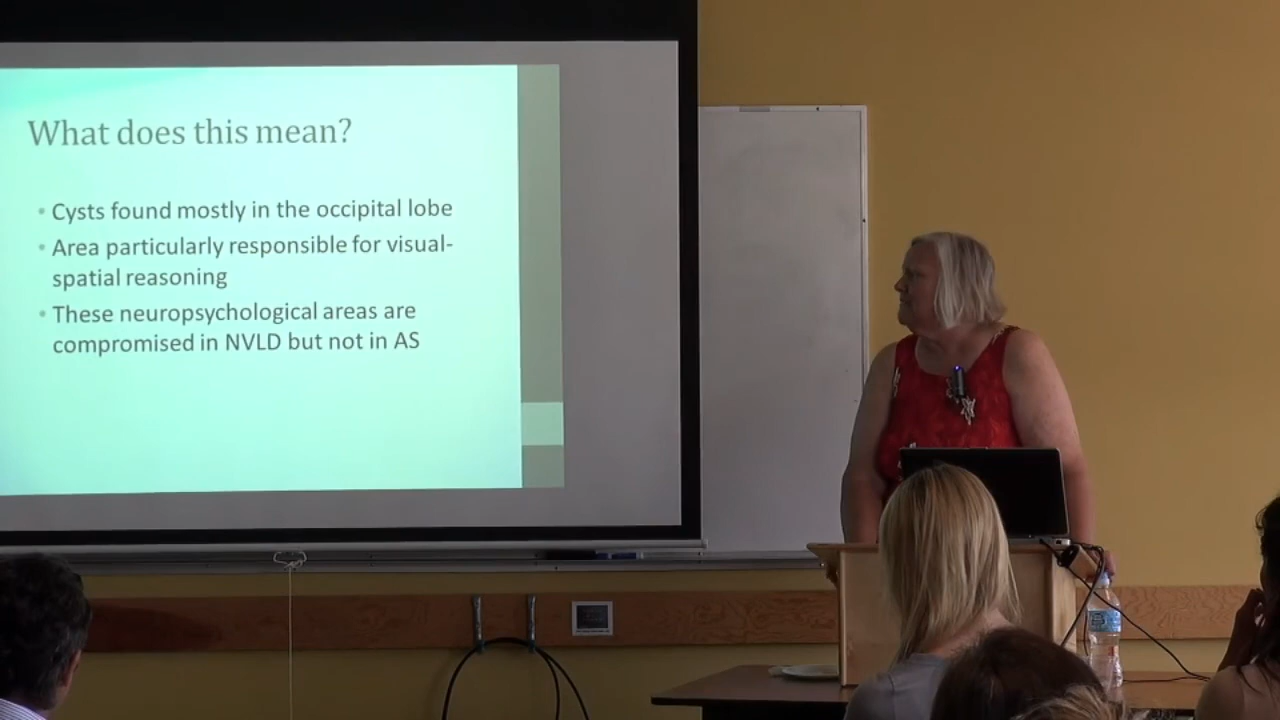 What does this mean?
• Cysts found mostly in the occipital lobe
• Area particularly responsible for visual-
spatial reasoning
• These neuropsychological areas are
compromised in NVLD but not in AS